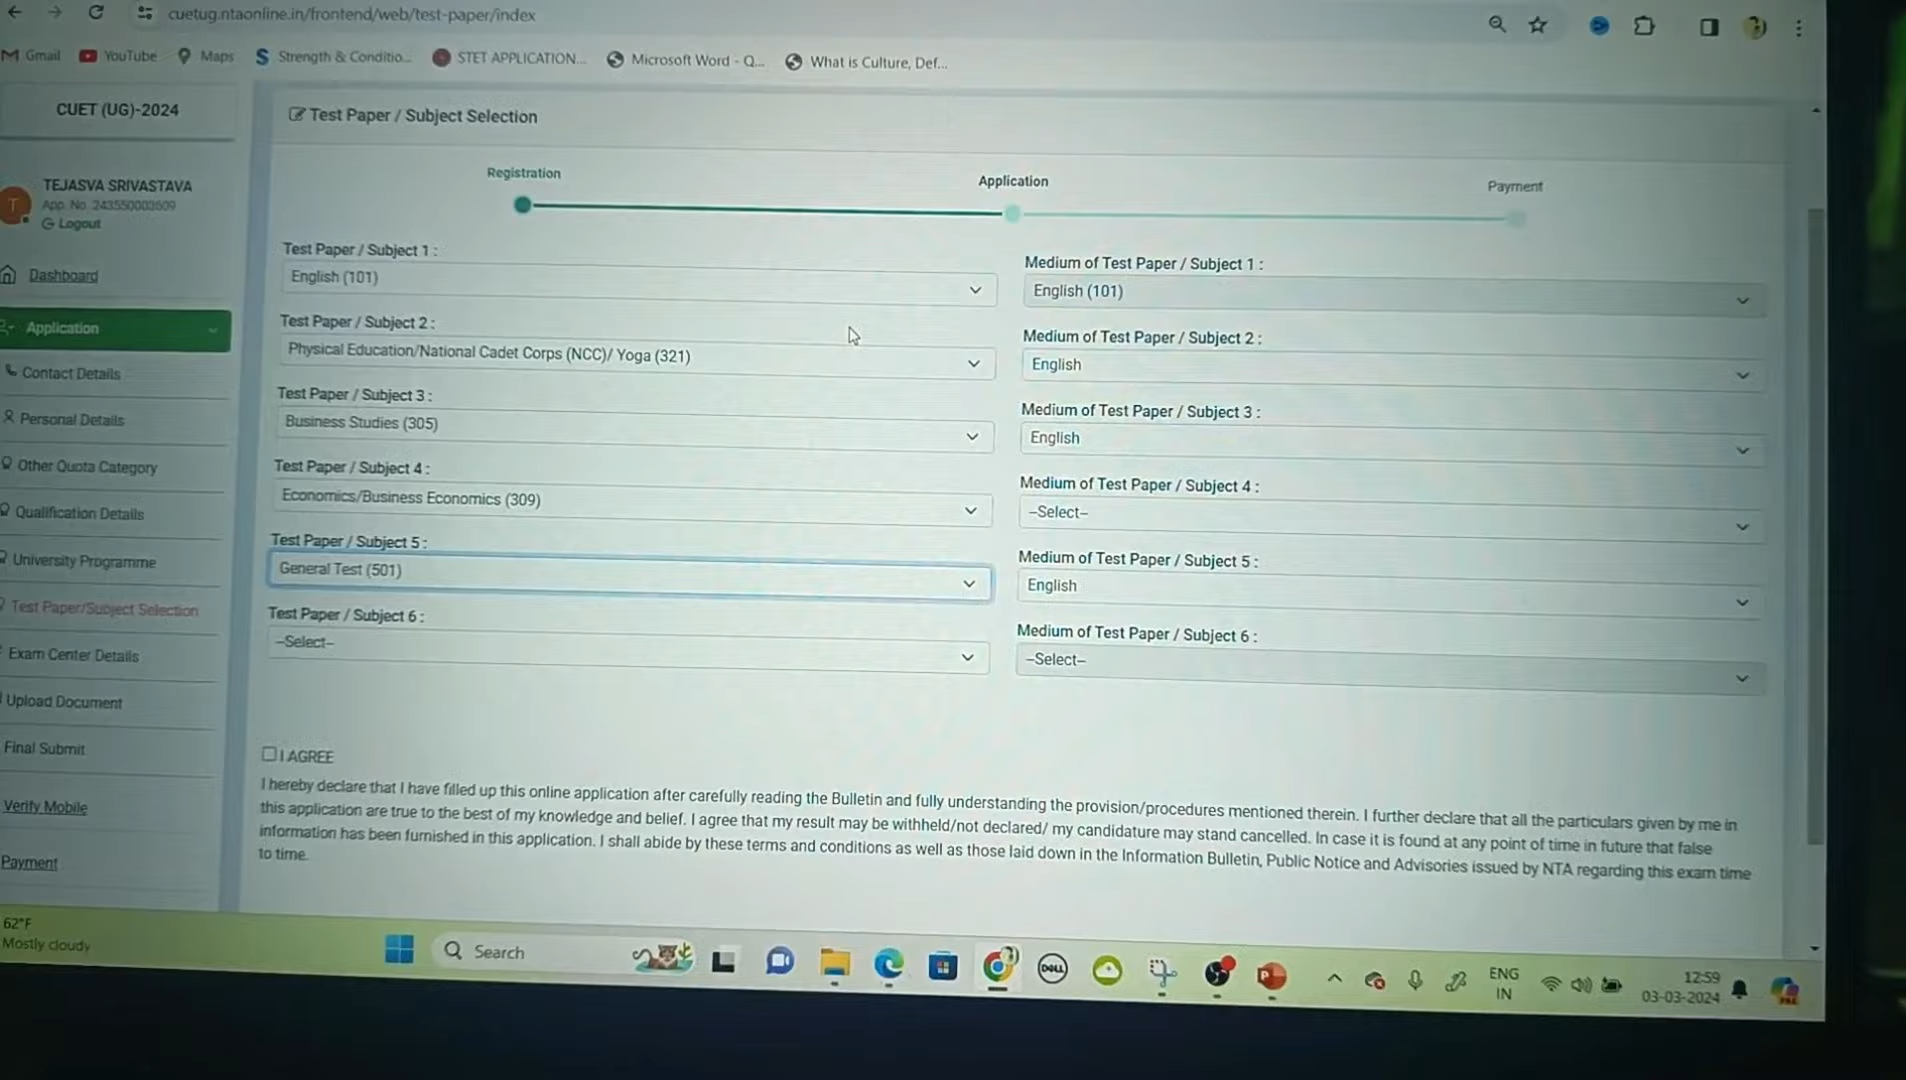 cuetug.ntaonline.in/frontend/web/test-paper/index
Gmail
YouTube
Maps
Strength & Conditio...
STET APPLICATION...
Microsoft Word - Q...
What is Culture, Def...
CUET (UG)-2024
TEJASVA SRIVASTAVA
App. No. 243550003609
Logout
Dashboard
Application
Contact Details
Personal Details
Other Quota Category
Qualification Details
University Programme
Test Paper/Subject Selection
Exam Center Details
Upload Document
Final Submit
Verify Mobile
Payment
Test Paper / Subject Selection
Registration
Application
Payment
Test Paper / Subject 1 :
English (101)
Medium of Test Paper / Subject 1 :
English (101)
Test Paper / Subject 2 :
Physical Education/National Cadet Corps (NCC)/ Yoga (321)
Medium of Test Paper / Subject 2 :
English
Test Paper / Subject 3 :
Business Studies (305)
Medium of Test Paper / Subject 3 :
English
Test Paper / Subject 4 :
Economics/Business Economics (309)
Medium of Test Paper / Subject 4 :
--Select--
Test Paper / Subject 5 :
General Test (501)
Medium of Test Paper / Subject 5 :
English
Test Paper / Subject 6 :
--Select--
Medium of Test Paper / Subject 6 :
--Select--
I AGREE
I hereby declare that I have filled up this online application after carefully reading the Bulletin and fully understanding the provision/procedures mentioned therein. I further declare that all the particulars given by me in
this application are true to the best of my knowledge and belief. I agree that my result may be withheld/not declared/ my candidature may stand cancelled. In case it is found at any point of time in future that false
information has been furnished in this application. I shall abide by these terms and conditions as well as those laid down in the Information Bulletin, Public Notice and Advisories issued by NTA regarding this exam time
to time.
62°F
Mostly cloudy
Search
DELL
ENG
IN
12:59
03-03-2024